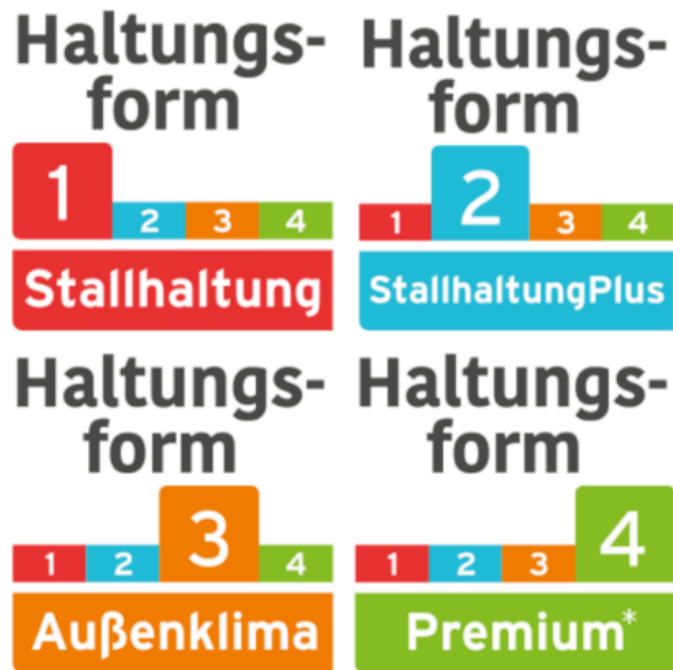 Haltungs-
form
1 2 3 4
Stallhaltung
Haltungs-
form
1 2 3 4
StallhaltungPlus
Haltungs-
form
1 2 3 4
Außenklima
Haltungs-
form
1 2 3 4
Premium*